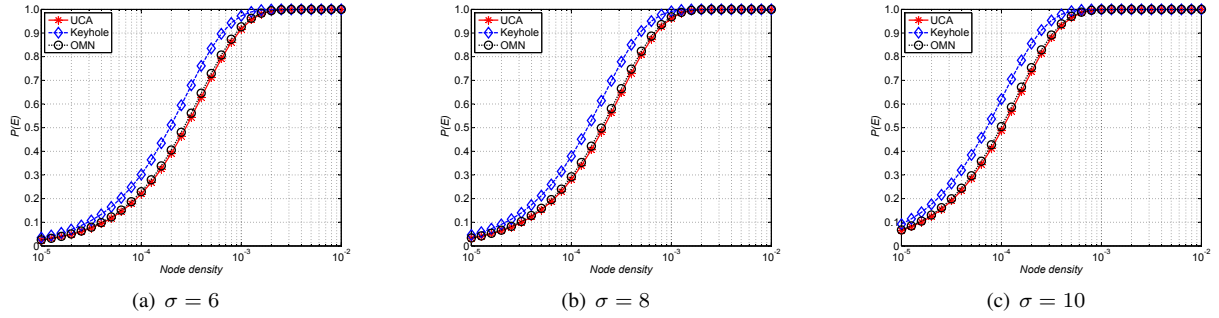 1.0
0.9
0.8
0.7
0.6
0.5
0.4
0.3
0.2
0.1
0
P(E)
UCA
Keyhole
OMN
10^-5 10^-4 10^-3 10^-2
Node density
(a) σ = 6
1.0
0.9
0.8
0.7
0.6
0.5
0.4
0.3
0.2
0.1
0
P(E)
UCA
Keyhole
OMN
10^-5 10^-4 10^-3 10^-2
Node density
(b) σ = 8
1.0
0.9
0.8
0.7
0.6
0.5
0.4
0.3
0.2
0.1
0
P(E)
UCA
Keyhole
OMN
10^-5 10^-4 10^-3 10^-2
Node density
(c) σ = 10